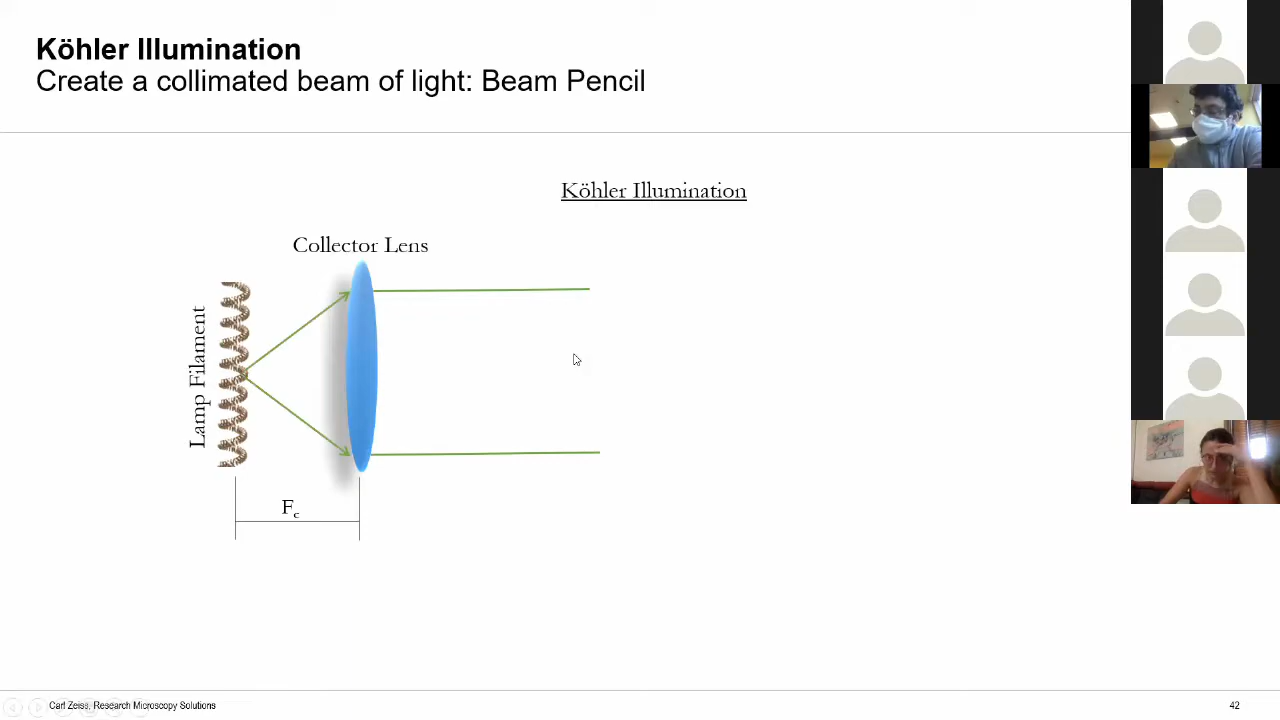 Köhler Illumination
Create a collimated beam of light: Beam Pencil
Köhler Illumination
Collector Lens
Lamp Filament
Fc
Carl Zeiss, Research Microscopy Solutions
42